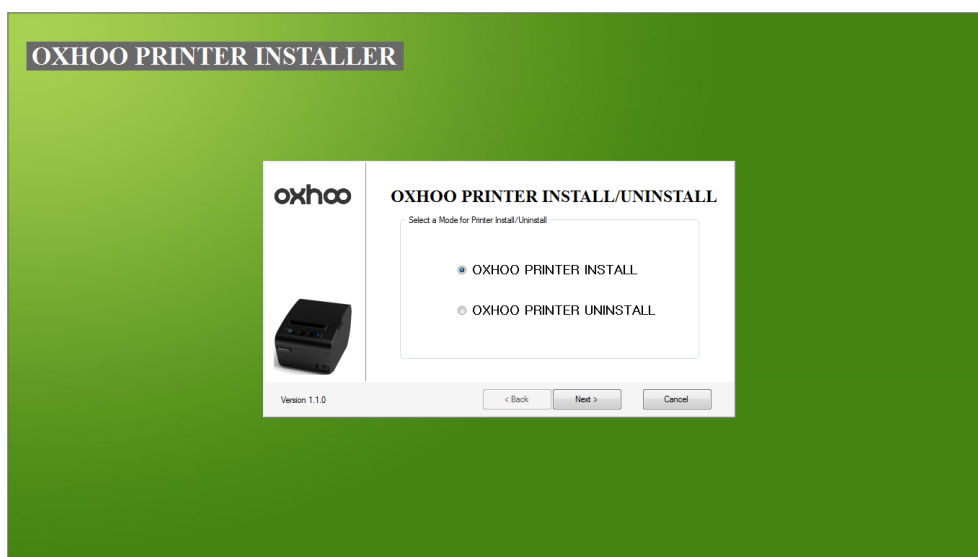 OXHOO PRINTER INSTALLER
oxhoo
OXHOO PRINTER INSTALL/UNINSTALL
Select a Mode for Printer Install/Uninstall
OXHOO PRINTER INSTALL
OXHOO PRINTER UNINSTALL
Version 1.1.0
< Back
Next >
Cancel